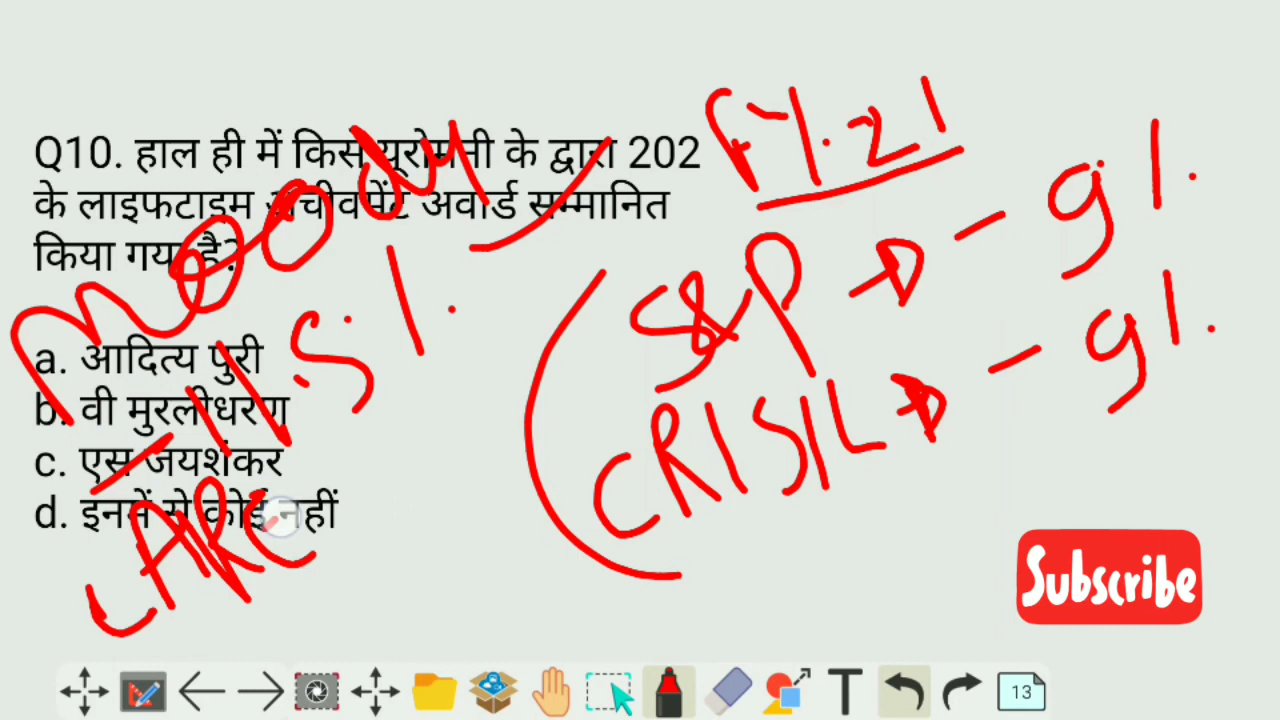 Q10. हाल ही में किस यूरोमनी के द्वारा 202
के लाइफटाइम अचीवमेंट अवार्ड सम्मानित
किया गया है?
a. आदित्य पुरी
b. वी मुरलीधरण
c. एस जयशंकर
d. इनमें से कोई नहीं
Moody
-11.5%
CARE
FY.21
S&P → - 9%
CRISIL → - 9%
Subscribe
T
13